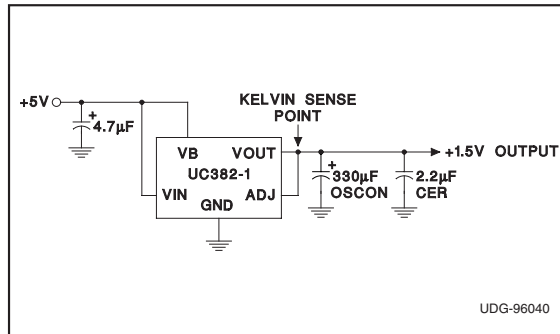 +5V
+
4.7µF
KELVIN SENSE
POINT
VB VOUT
UC382-1
VIN ADJ
GND
+
330µF
OSCON
2.2µF
CER
+1.5V OUTPUT
UDG-96040